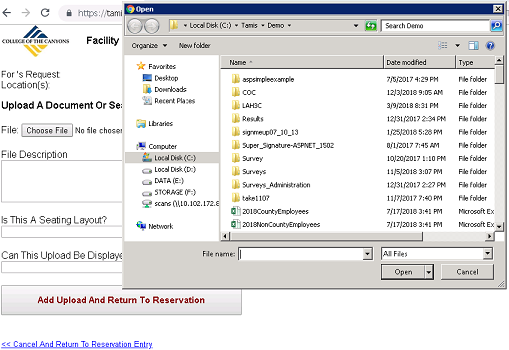 https://tamis
COLLEGE OF THE CANYONS
Facility
For 's Request:
Location(s):
Upload A Document Or Sea
File: Choose File No file chosen
File Description
Is This A Seating Layout?
Can This Upload Be Displaye
Add Upload And Return To Reservation
<< Cancel And Return To Reservation Entry
Open
Local Disk (C:) Tamis Demo
Search Demo
Organize New folder
Favorites
Desktop
Downloads
Recent Places
Libraries
Computer
Local Disk (C:)
Local Disk (D:)
DATA (E:)
STORAGE (F:)
scans (\\10.102.172.8
Network
Name Date modified Type
aspsimpleexample 7/5/2017 4:29 PM File folder
COC 12/3/2018 9:05 AM File folder
LAH3C 3/9/2018 8:31 PM File folder
Results 12/31/2017 2:34 PM File folder
signmeup07_10_13 1/25/2018 5:28 PM File folder
Super_Signature-ASPNET_1502 8/1/2017 7:45 AM File folder
Survey 10/20/2017 1:10 PM File folder
Surveys 11/5/2018 3:07 PM File folder
Surveys_Administration 12/31/2017 2:27 PM File folder
take1107 11/7/2017 7:40 PM File folder
2018CountyEmployees 7/17/2018 3:41 PM Microsoft Ex
2018NonCountyEmployees 7/18/2018 3:41 PM Microsoft Ex
File name: All Files
Open Cancel